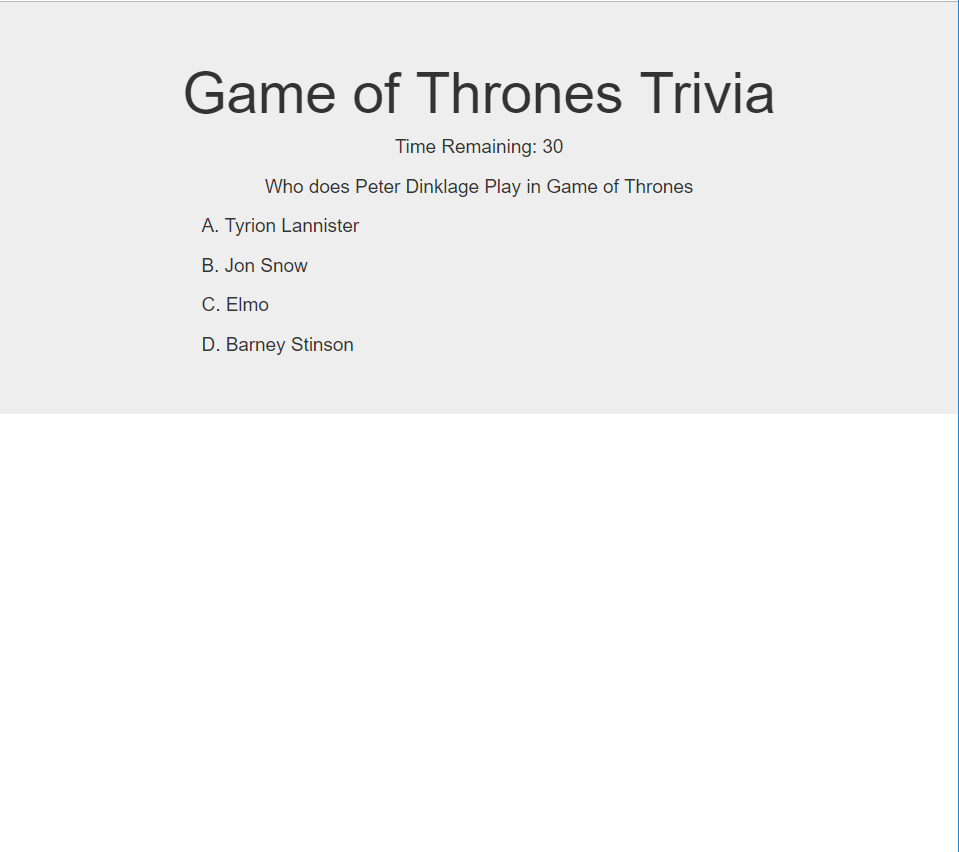 Game of Thrones Trivia
Time Remaining: 30
Who does Peter Dinklage Play in Game of Thrones
A. Tyrion Lannister
B. Jon Snow
C. Elmo
D. Barney Stinson